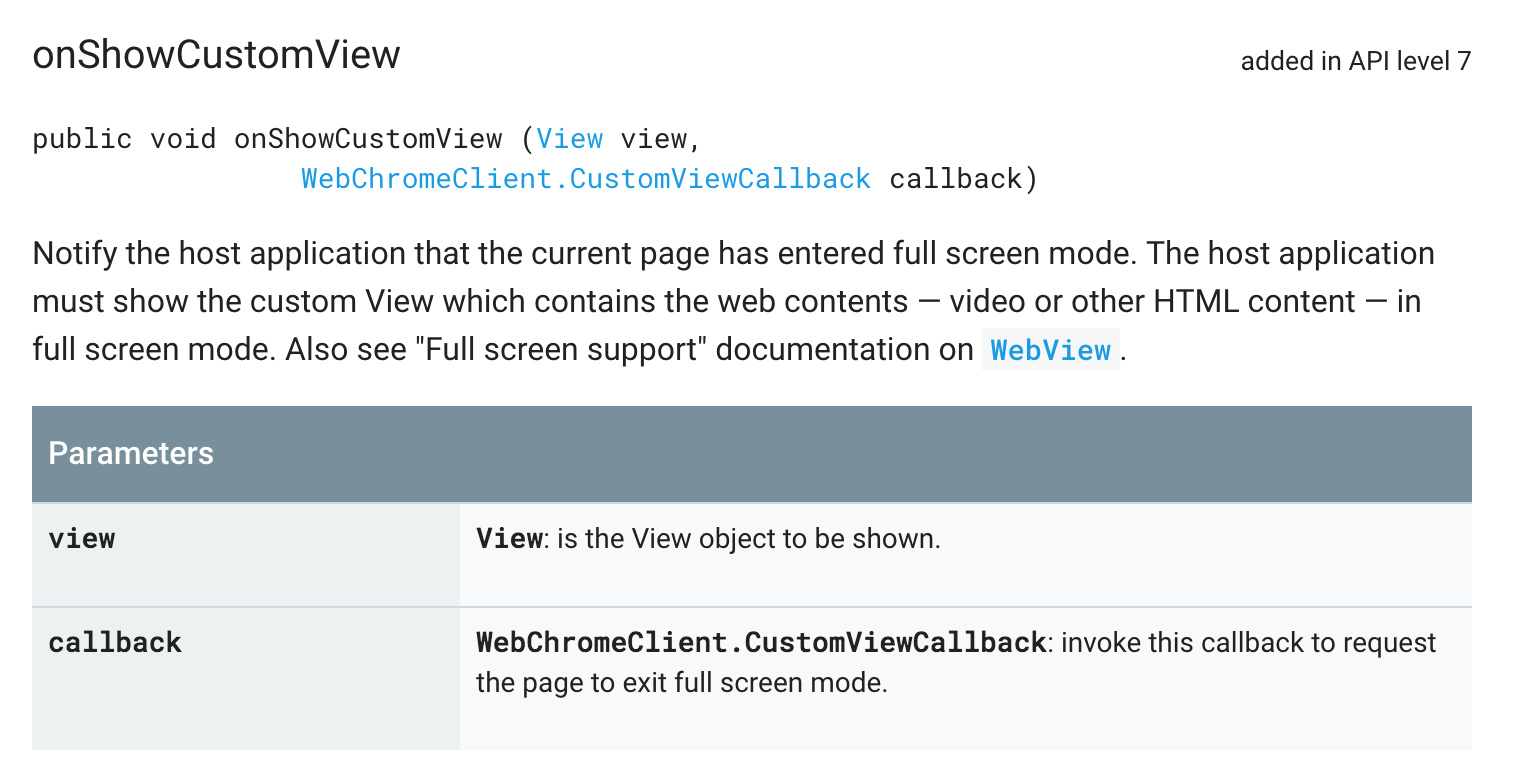 onShowCustomView
added in API level 7
public void onShowCustomView (View view,
WebChromeClient.CustomViewCallback callback)
Notify the host application that the current page has entered full screen mode. The host application
must show the custom View which contains the web contents — video or other HTML content — in
full screen mode. Also see "Full screen support" documentation on WebView.
Parameters
view
View: is the View object to be shown.
callback
WebChromeClient.CustomViewCallback: invoke this callback to request
the page to exit full screen mode.